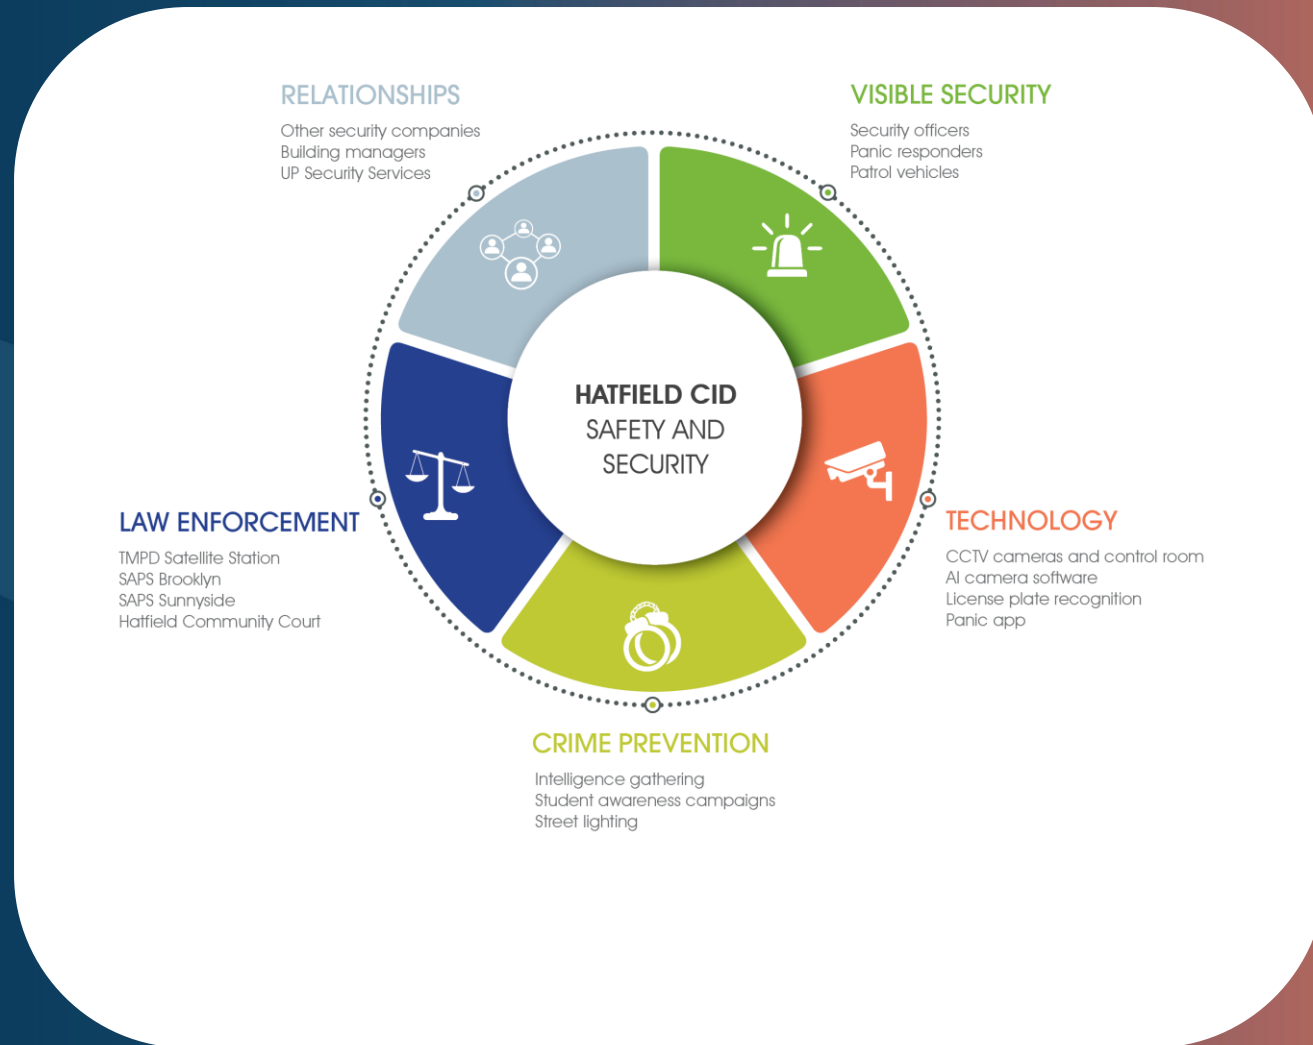 RELATIONSHIPS
Other security companies
Building managers
UP Security Services
VISIBLE SECURITY
Security officers
Panic responders
Patrol vehicles
HATFIELD CID
SAFETY AND
SECURITY
LAW ENFORCEMENT
TMPD Satellite Station
SAPS Brooklyn
SAPS Sunnyside
Hatfield Community Court
TECHNOLOGY
CCTV cameras and control room
AI camera software
License plate recognition
Panic app
CRIME PREVENTION
Intelligence gathering
Student awareness campaigns
Street lighting